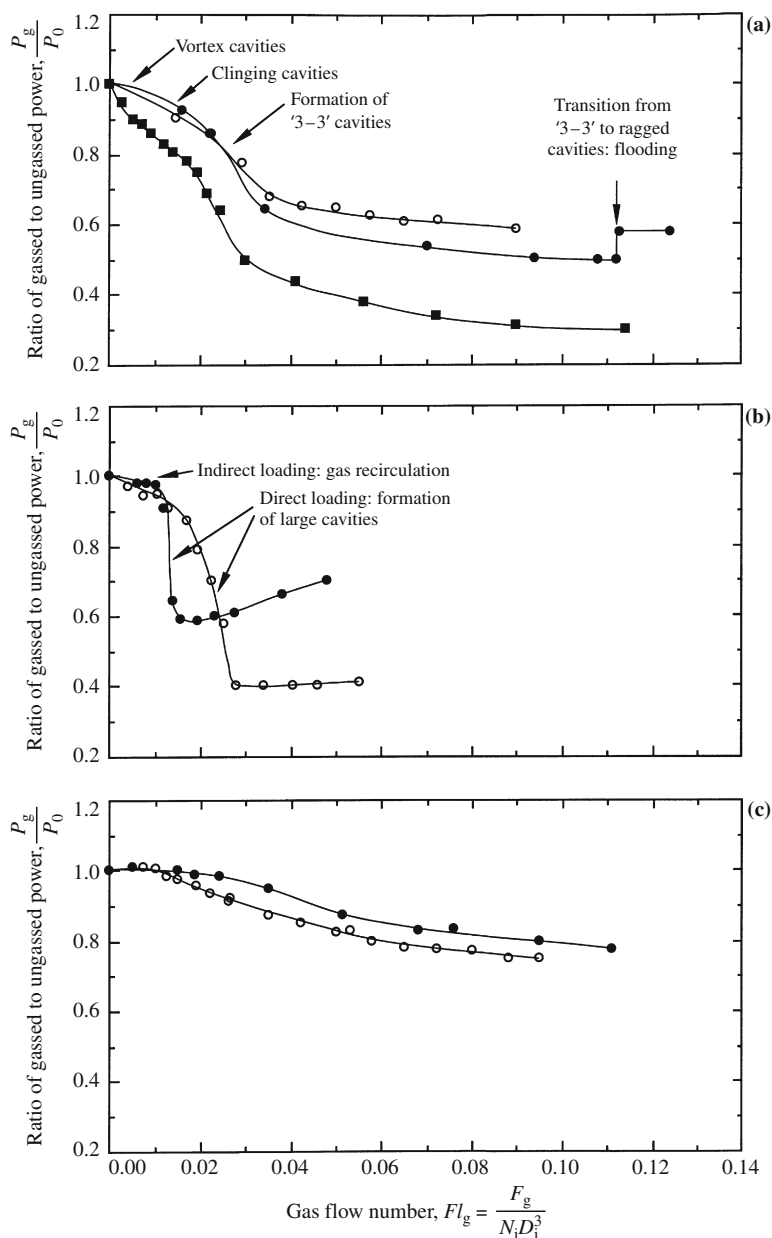 (a)
Ratio of gassed to ungassed power, P_g/P_0
1.2
1.0
0.8
0.6
0.4
0.2
Vortex cavities
Clinging cavities
Formation of
‘3–3’ cavities
Transition from
‘3–3’ to ragged
cavities: flooding
(b)
Ratio of gassed to ungassed power, P_g/P_0
1.2
1.0
0.8
0.6
0.4
0.2
Indirect loading: gas recirculation
Direct loading: formation
of large cavities
(c)
Ratio of gassed to ungassed power, P_g/P_0
1.2
1.0
0.8
0.6
0.4
0.2
0.00 0.02 0.04 0.06 0.08 0.10 0.12 0.14
Gas flow number, Fl_g = F_g / N_i D_i^3